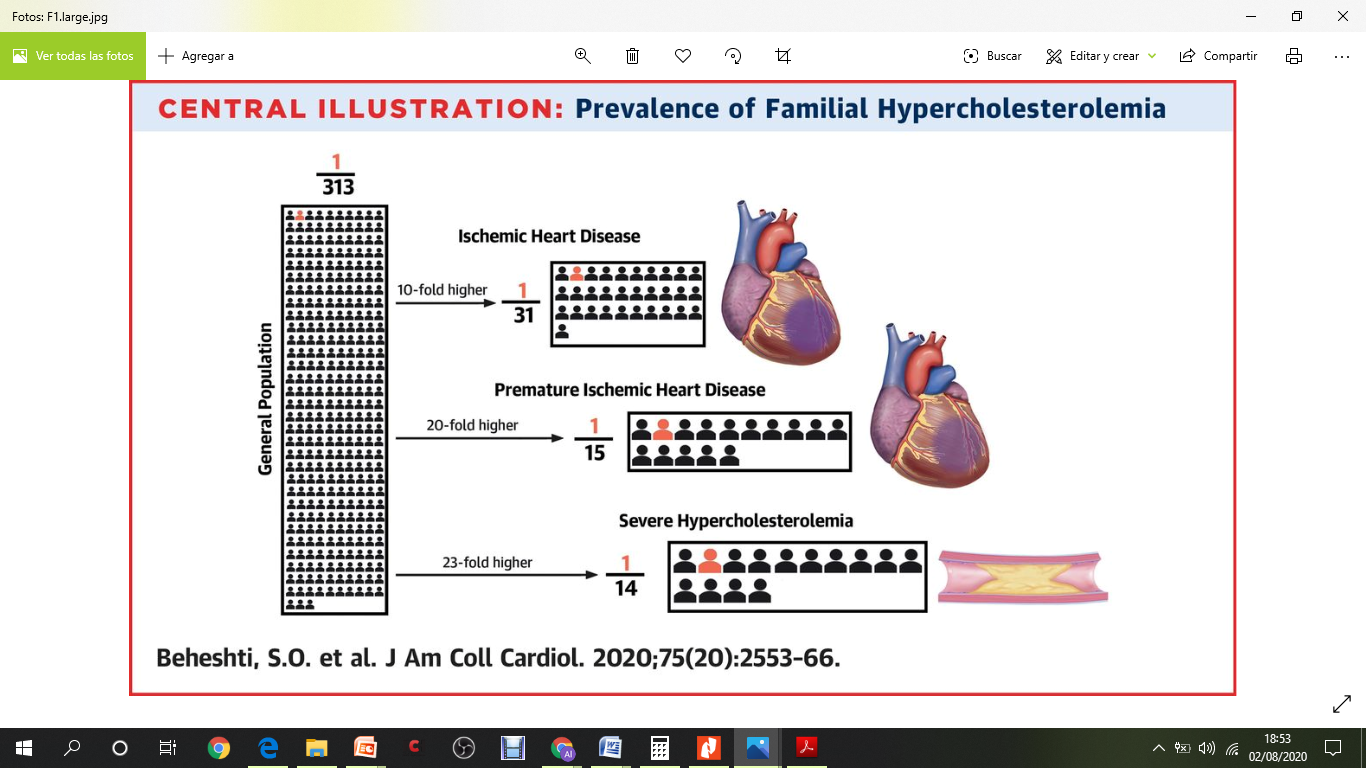 Fotos: F1.large.jpg
Ver todas las fotos
Agregar a
Buscar
Editar y crear
Compartir
CENTRAL ILLUSTRATION: Prevalence of Familial Hypercholesterolemia
1
313
General Population
Ischemic Heart Disease
10-fold higher
1
31
Premature Ischemic Heart Disease
20-fold higher
1
15
Severe Hypercholesterolemia
23-fold higher
1
14
Beheshti, S.O. et al. J Am Coll Cardiol. 2020;75(20):2553–66.
AI
18:53
02/08/2020